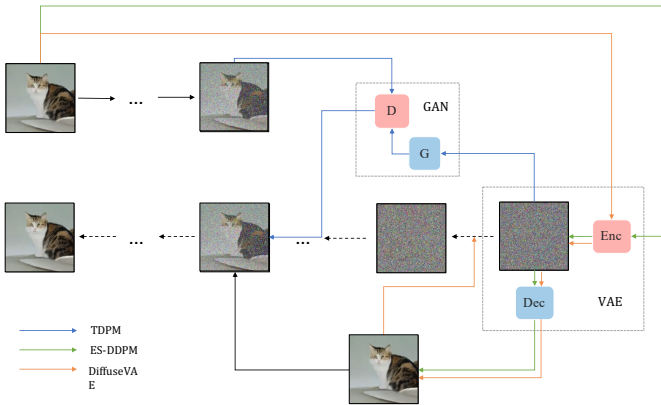 ...
D
GAN
G
...
...
Enc
Dec
VAE
TDPM
ES-DDPM
DiffuseVA
E